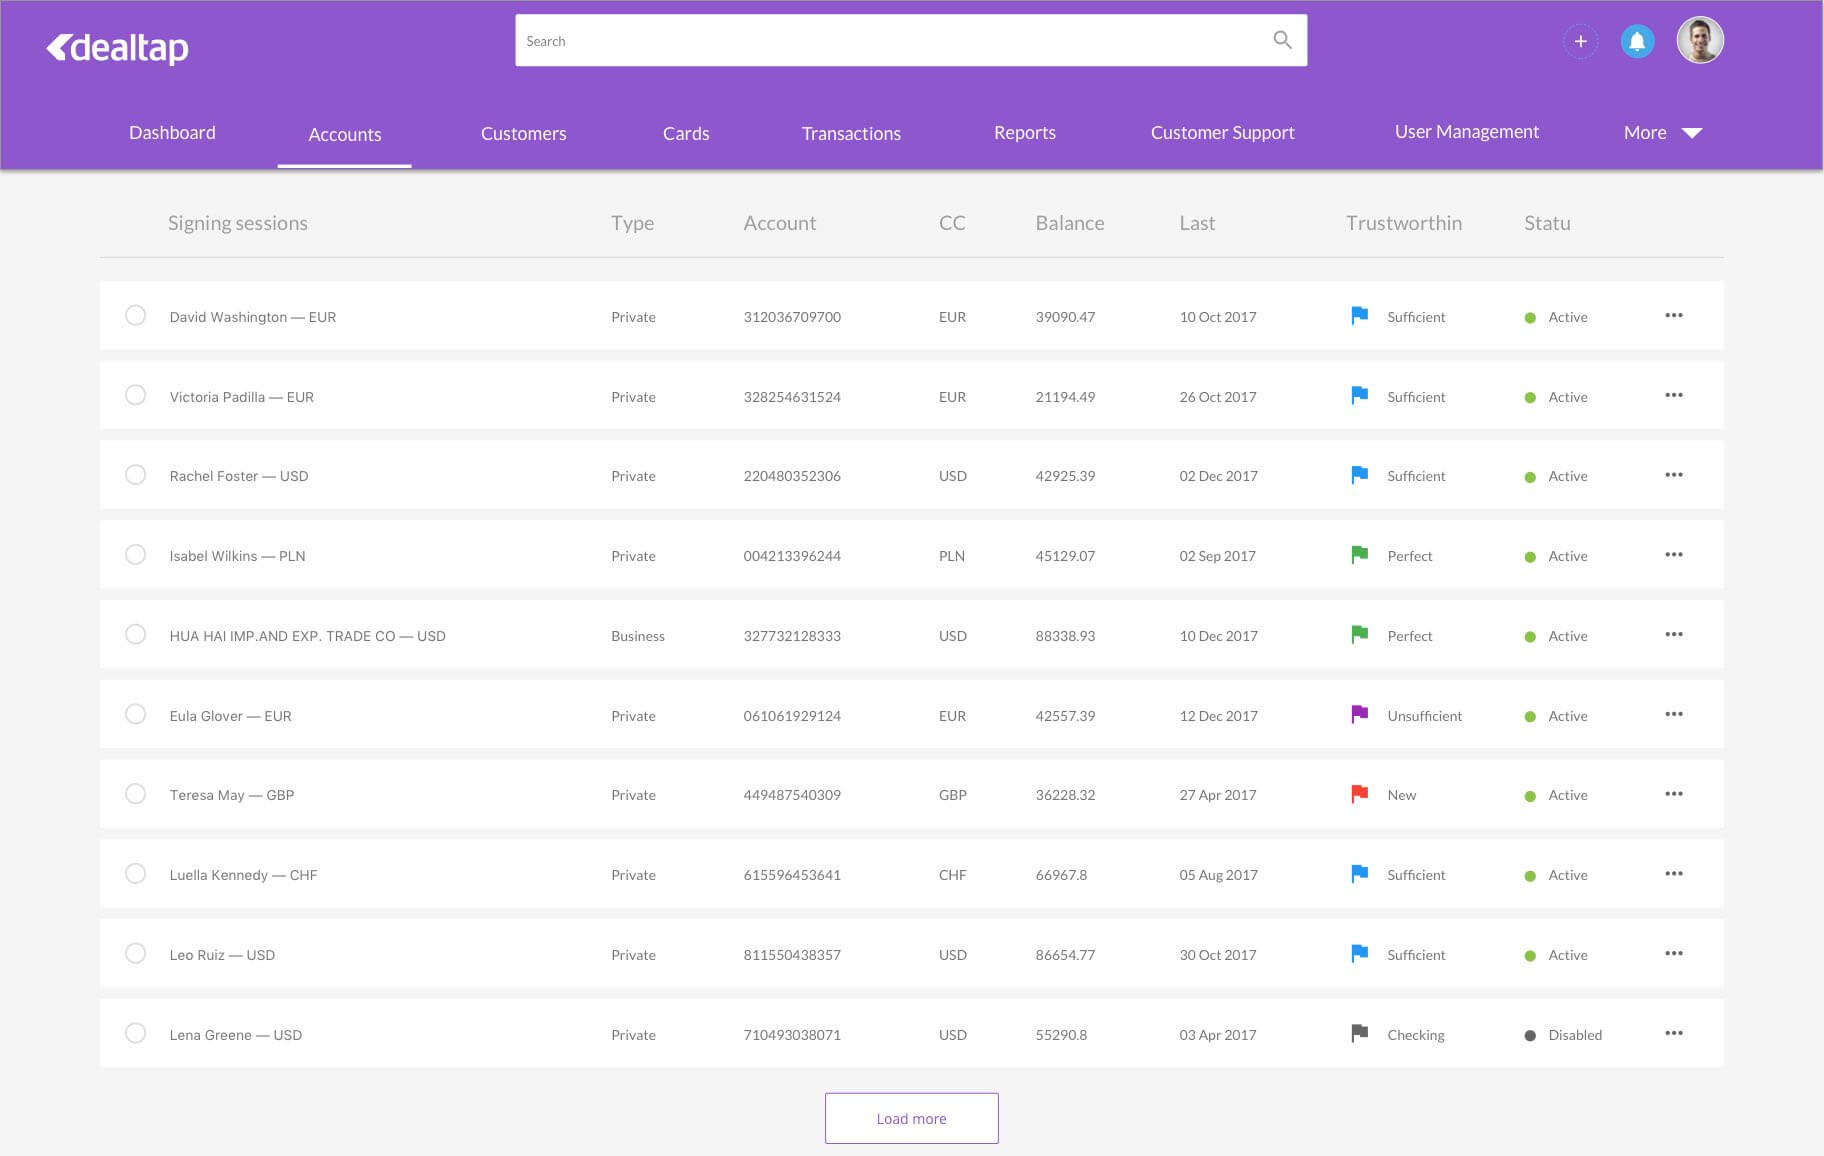 dealtap
Search
Dashboard Accounts Customers Cards Transactions Reports Customer Support User Management More
Signing sessions Type Account CC Balance Last Trustworthin Statu
David Washington — EUR Private 312036709700 EUR 39090.47 10 Oct 2017 Sufficient Active
Victoria Padilla — EUR Private 328254631524 EUR 21194.49 26 Oct 2017 Sufficient Active
Rachel Foster — USD Private 220480352306 USD 42925.39 02 Dec 2017 Sufficient Active
Isabel Wilkins — PLN Private 004213396244 PLN 45129.07 02 Sep 2017 Perfect Active
HUA HAI IMP.AND EXP. TRADE CO — USD Business 327732128333 USD 88338.93 10 Dec 2017 Perfect Active
Eula Glover — EUR Private 061061929124 EUR 42557.39 12 Dec 2017 Unsufficient Active
Teresa May — GBP Private 449487540309 GBP 36228.32 27 Apr 2017 New Active
Luella Kennedy — CHF Private 615596453641 CHF 66967.8 05 Aug 2017 Sufficient Active
Leo Ruiz — USD Private 811550438357 USD 86654.77 30 Oct 2017 Sufficient Active
Lena Greene — USD Private 710493038071 USD 55290.8 03 Apr 2017 Checking Disabled
Load more